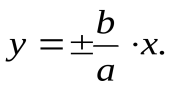 y = ± b/a · x.